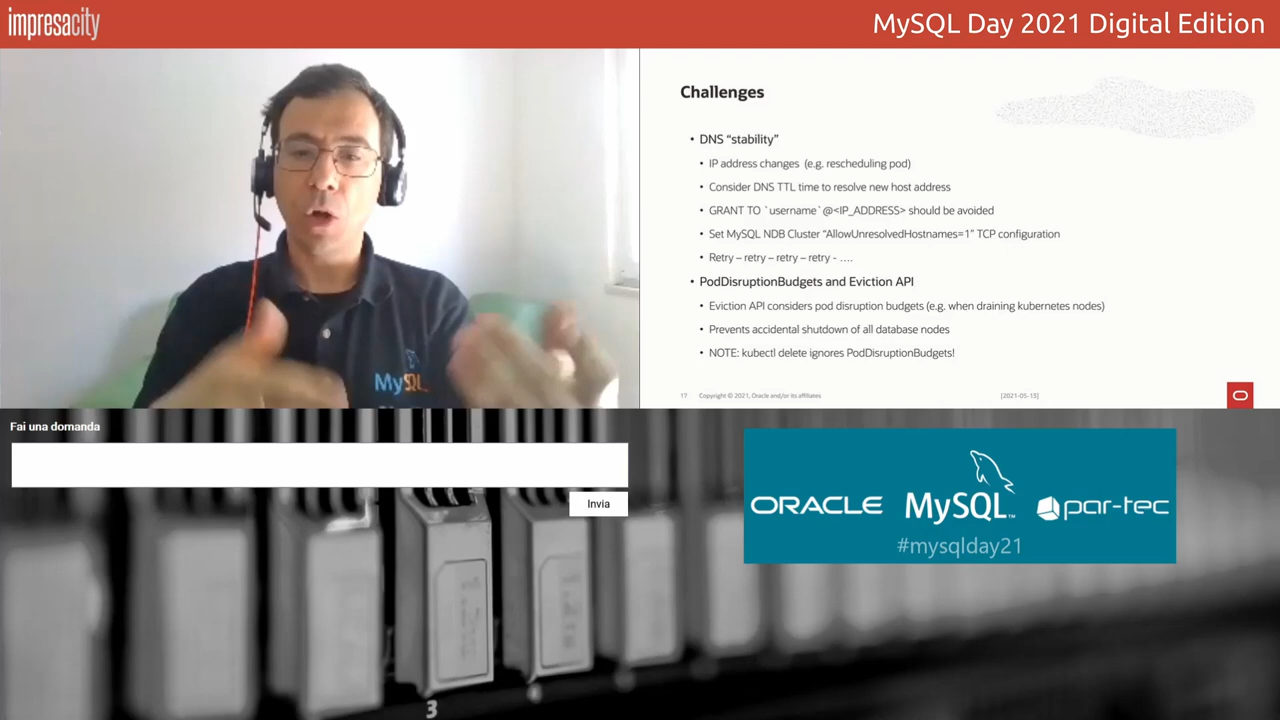 impresacity
MySQL Day 2021 Digital Edition
MySQL
Challenges
• DNS “stability”
• IP address changes (e.g. rescheduling pod)
• Consider DNS TTL time to resolve new host address
• GRANT TO `username`@<IP_ADDRESS> should be avoided
• Set MySQL NDB Cluster “AllowUnresolvedHostnames=1” TCP configuration
• Retry – retry – retry – retry - ....
• PodDisruptionBudgets and Eviction API
• Eviction API considers pod disruption budgets (e.g. when draining kubernetes nodes)
• Prevents accidental shutdown of all database nodes
• NOTE: kubectl delete ignores PodDisruptionBudgets!
17 Copyright © 2021, Oracle and/or its affiliates [2021-05-13]
Fai una domanda
Invia
ORACLE MySQL™ par-tec
#mysqlday21
3
4